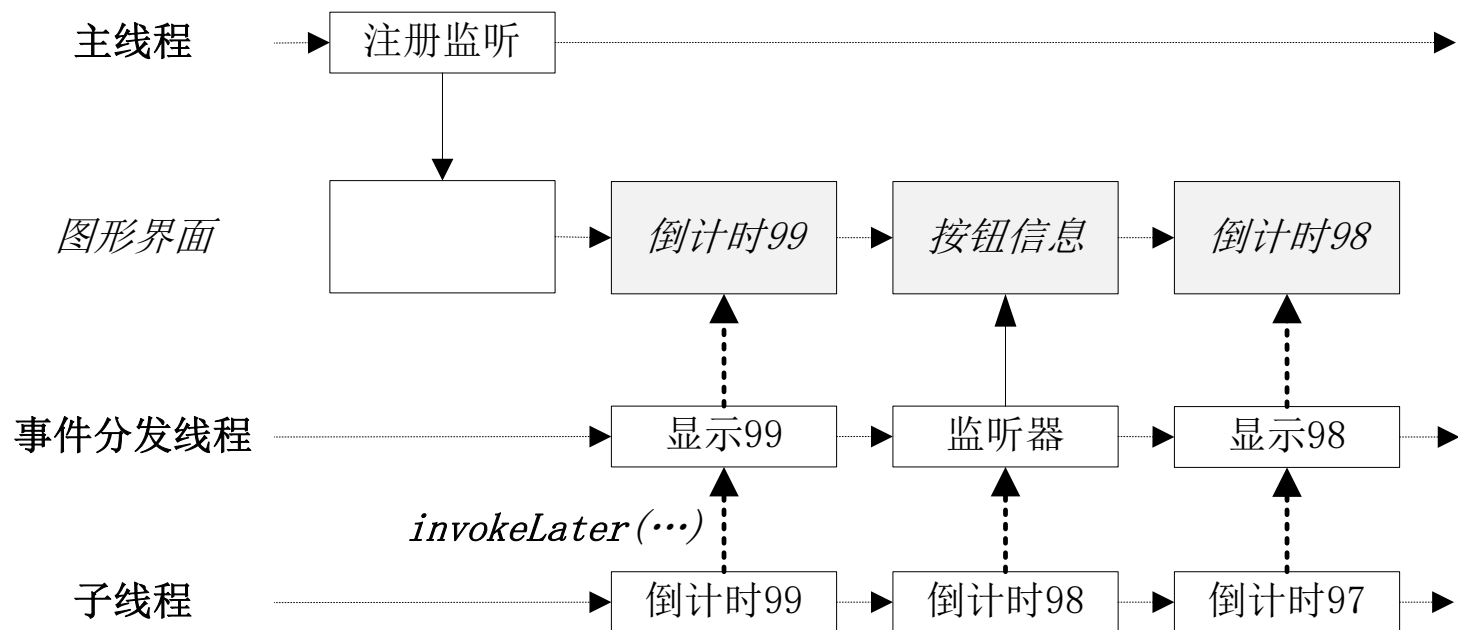 主线程
注册监听
图形界面
倒计时99
按钮信息
倒计时98
事件分发线程
显示99
监听器
显示98
invokeLater(…)
子线程
倒计时99
倒计时98
倒计时97